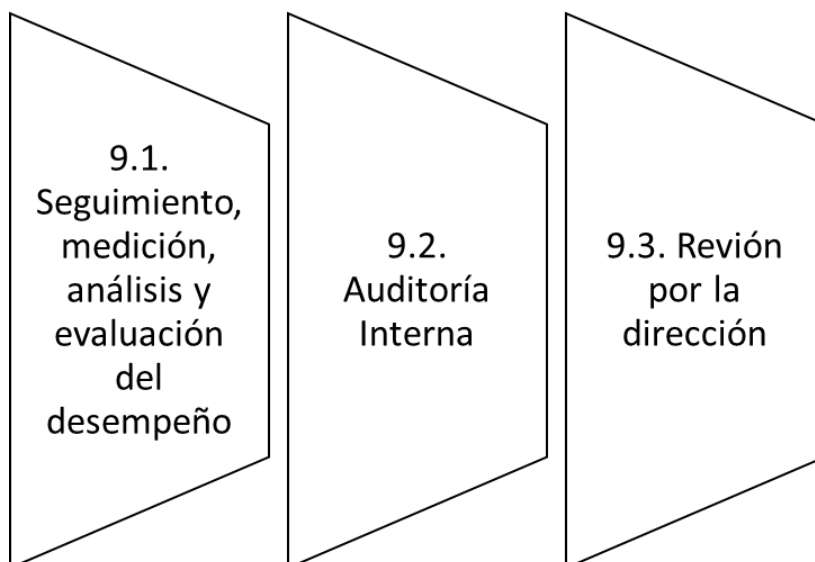 9.1.
Seguimiento,
medición,
análisis y
evaluación
del
desempeño
9.2.
Auditoría
Interna
9.3. Revión
por la
dirección